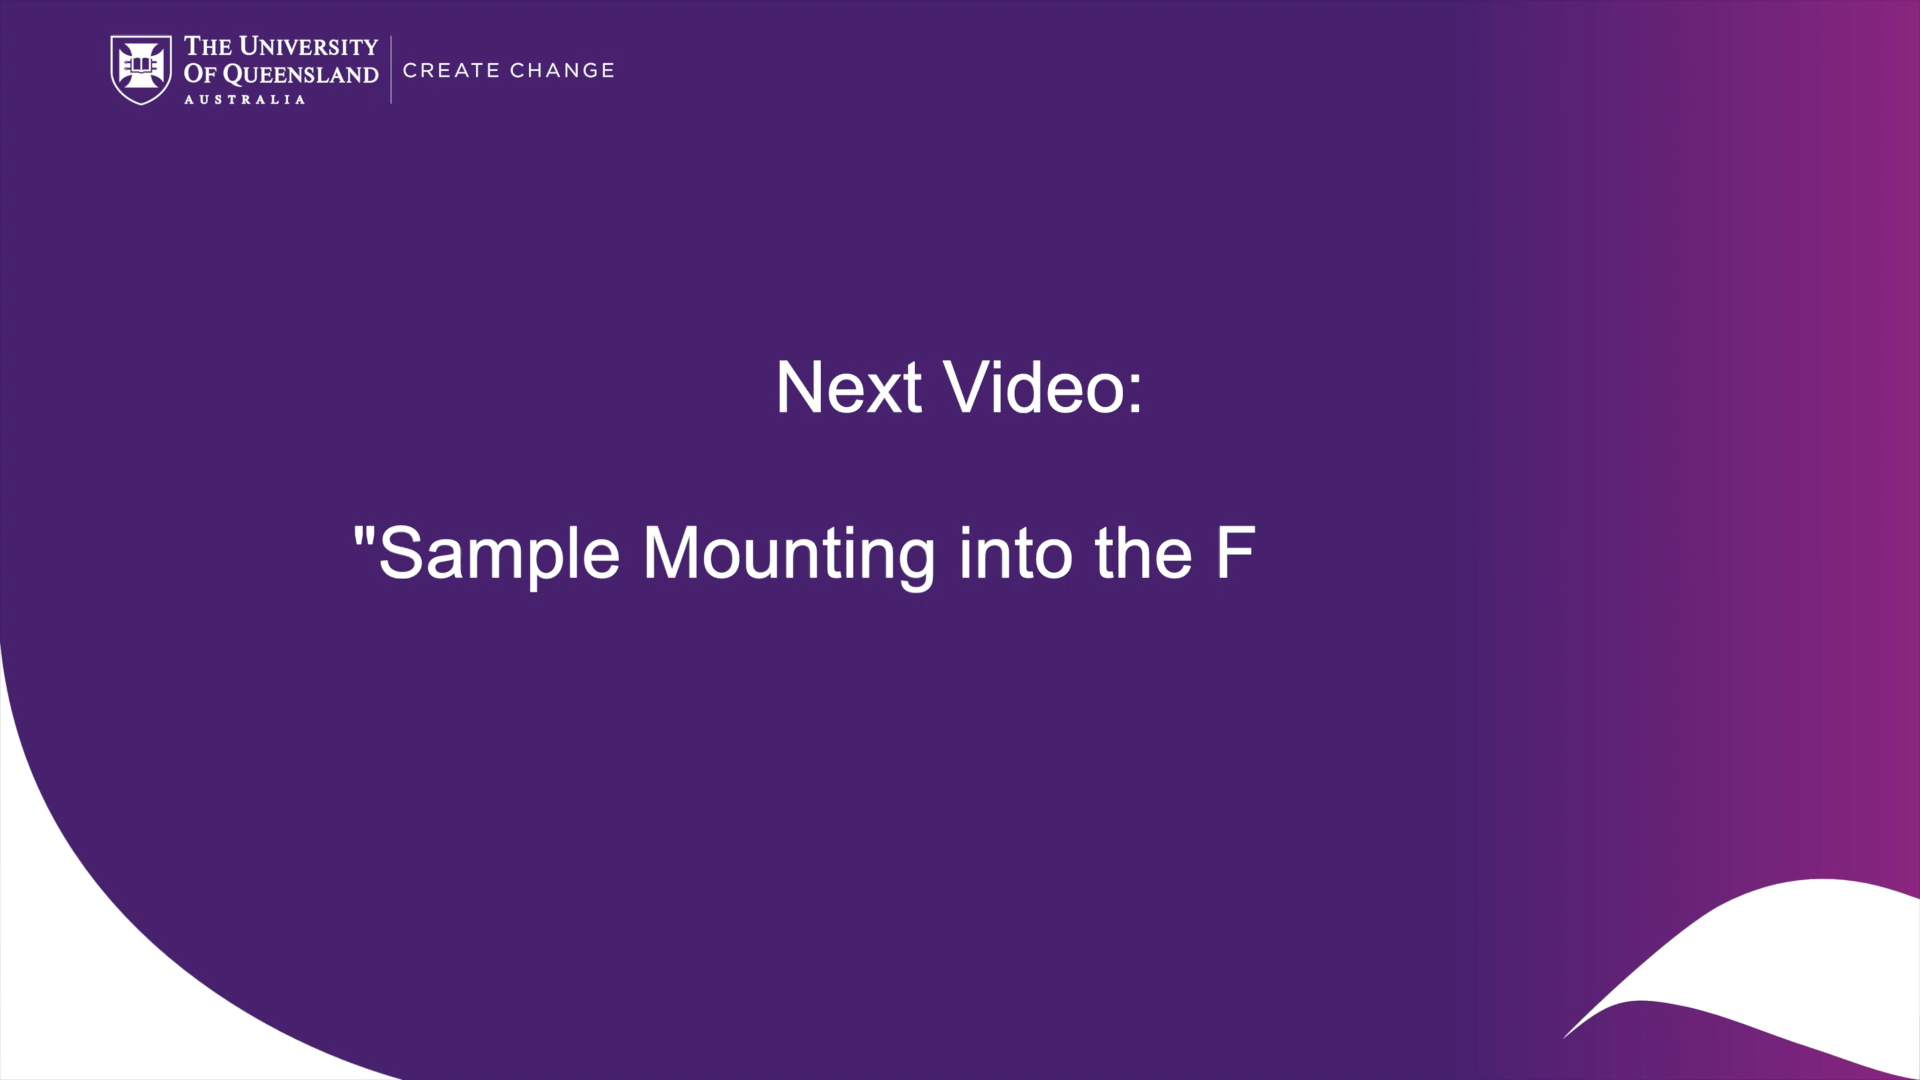 THE UNIVERSITY
OF QUEENSLAND
AUSTRALIA
CREATE CHANGE
Next Video:
"Sample Mounting into the F